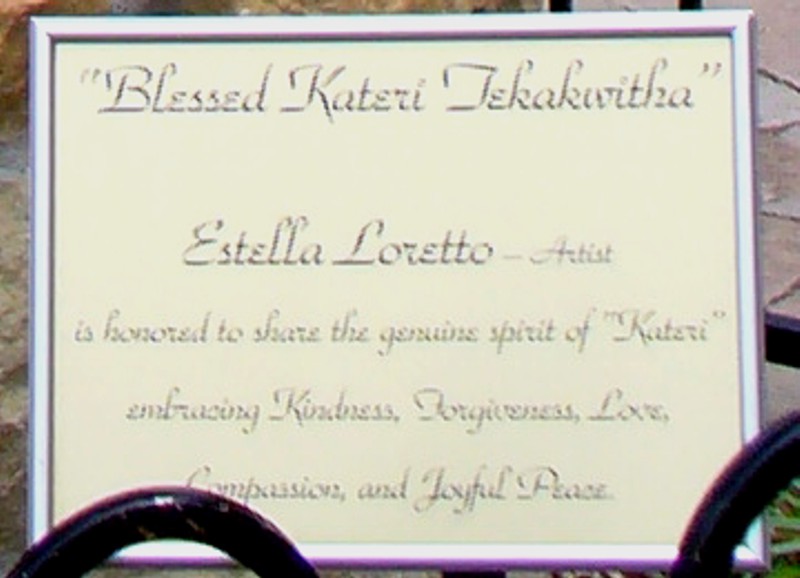 "Blessed Kateri Tekakwitha"
Estella Loretto – Artist
is honored to share the genuine spirit of "Kateri"
embracing Kindness, Forgiveness, Love,
Compassion, and Joyful Peace.